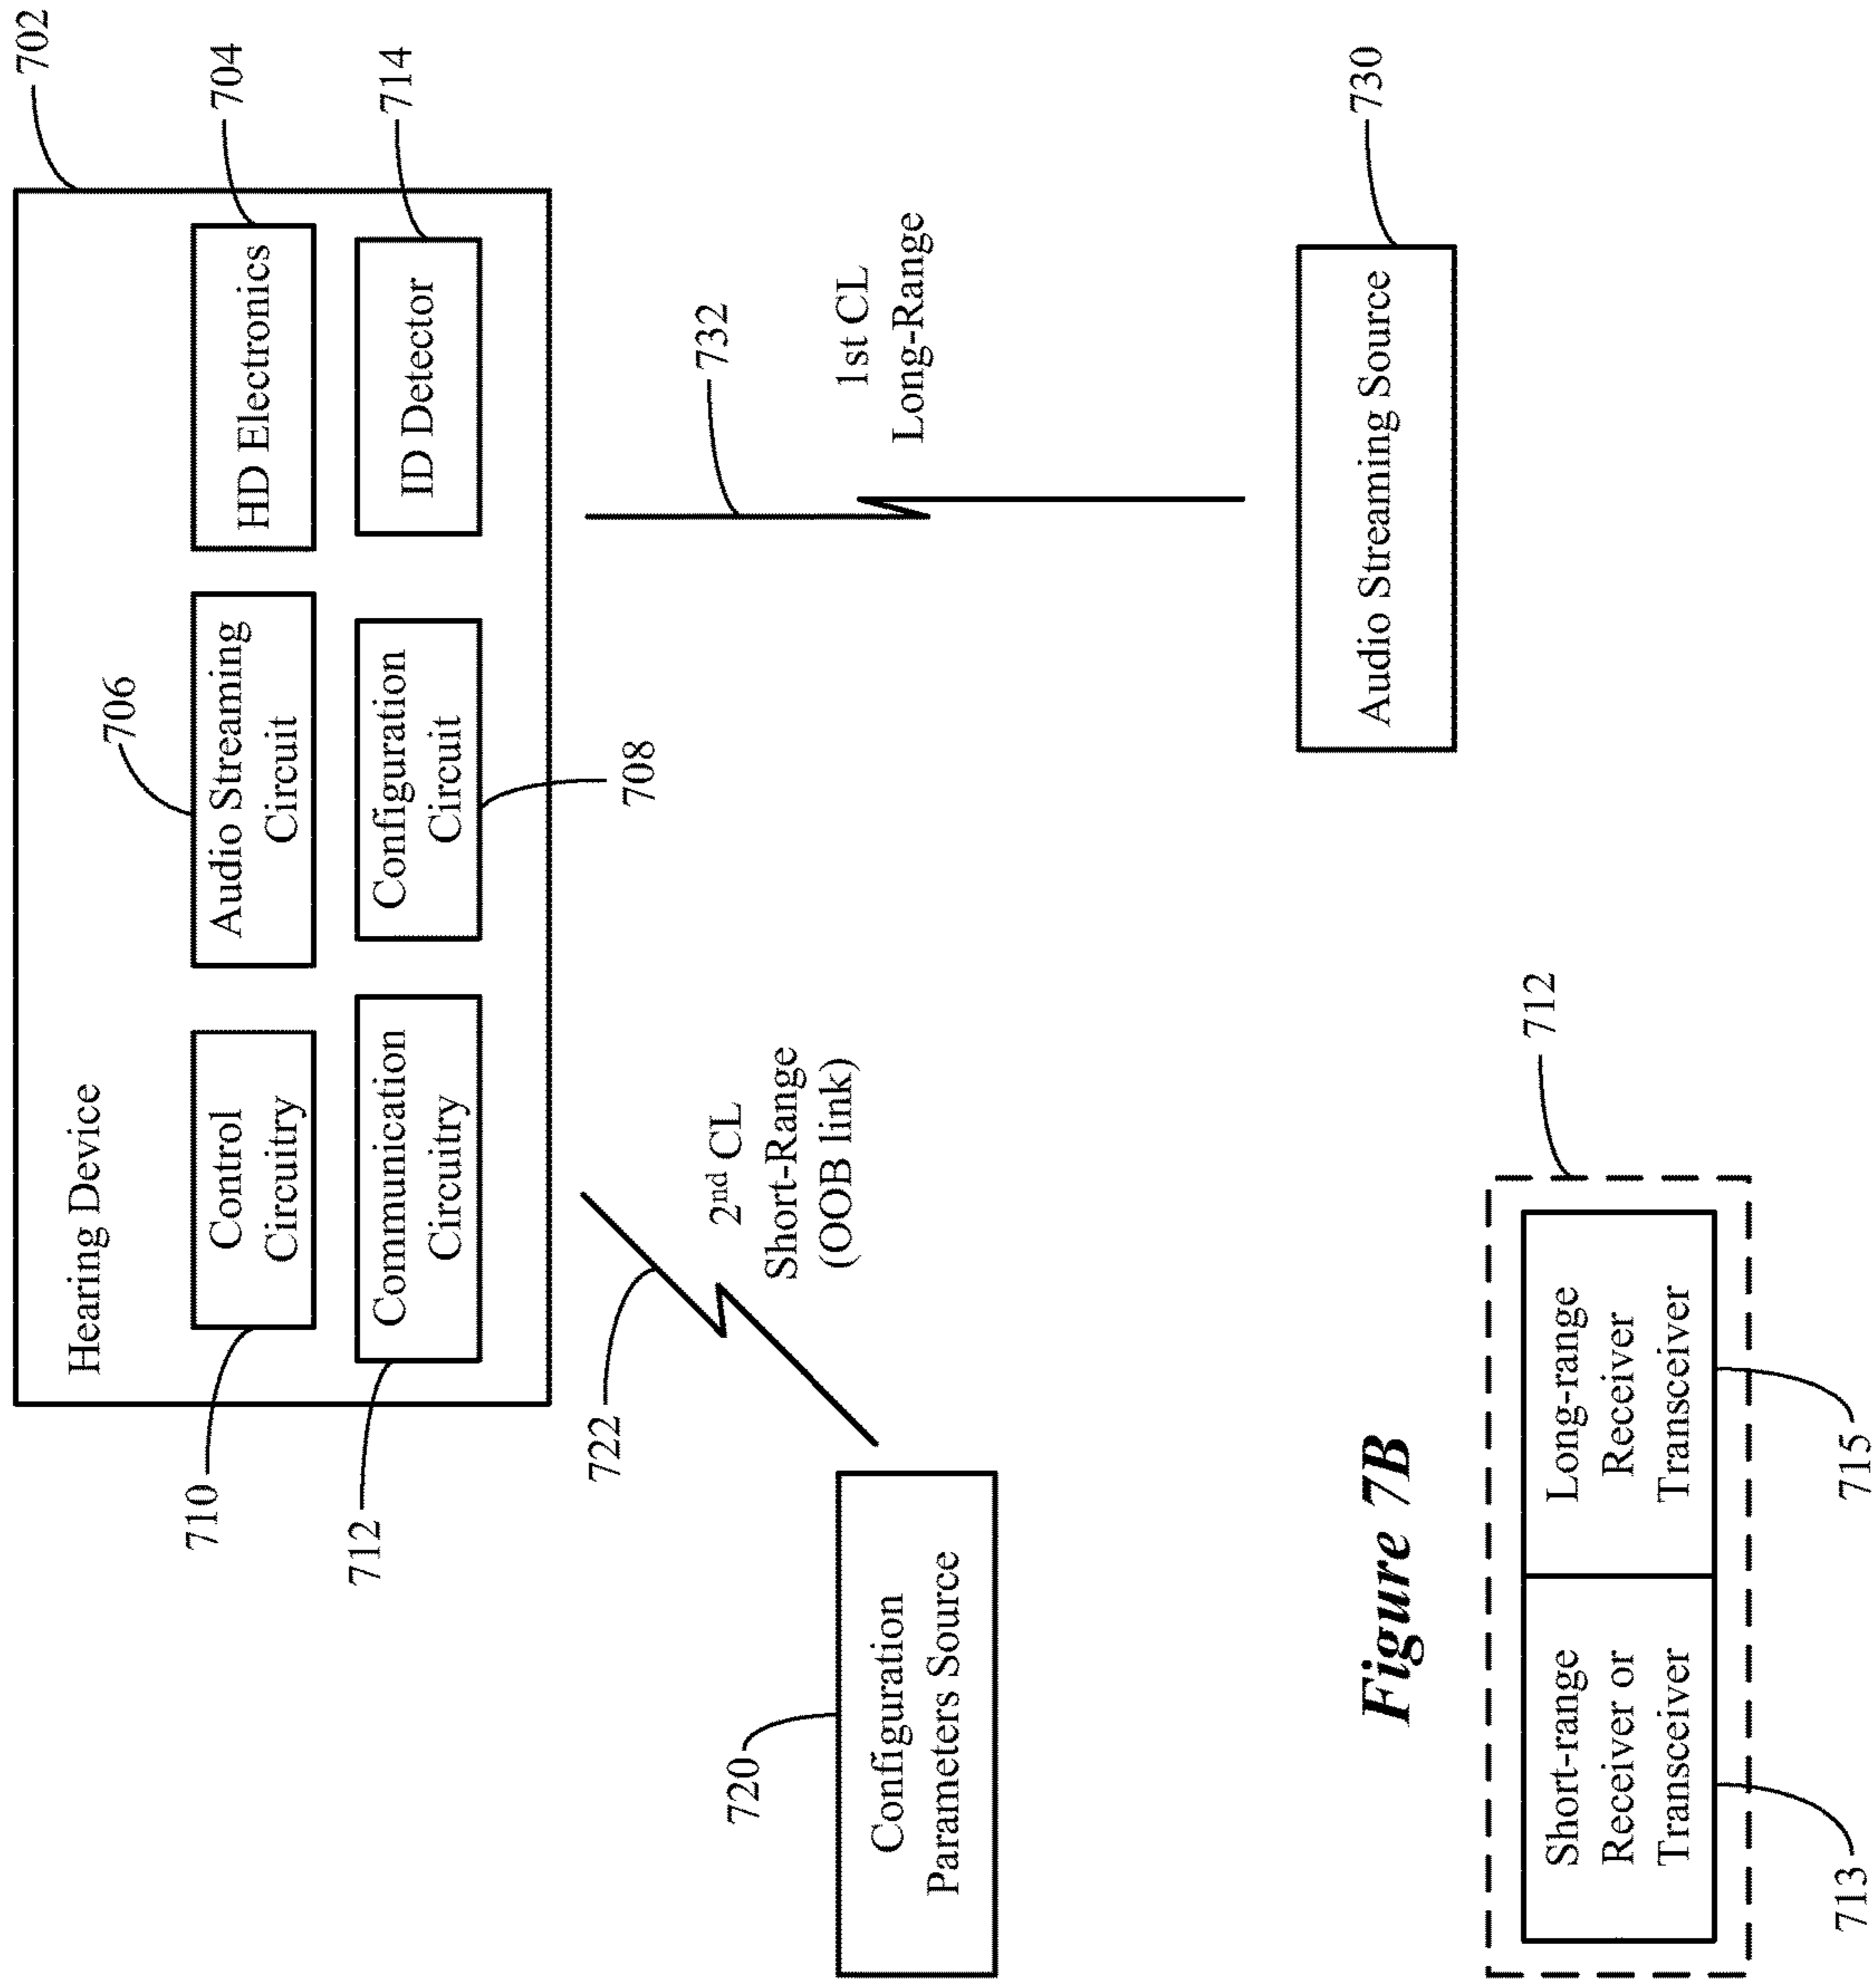 702
Hearing Device
Control
Circuitry
Audio Streaming
Circuit
HD Electronics
706
704
710
Communication
Circuitry
Configuration
Circuit
ID Detector
714
712
708
722
2nd CL
Short-Range
(OOB link)
732
1st CL
Long-Range
720
Configuration
Parameters Source
Audio Streaming Source
730
Figure 7B
712
Short-range
Receiver or
Transceiver
Long-range
Receiver
Transceiver
713
715